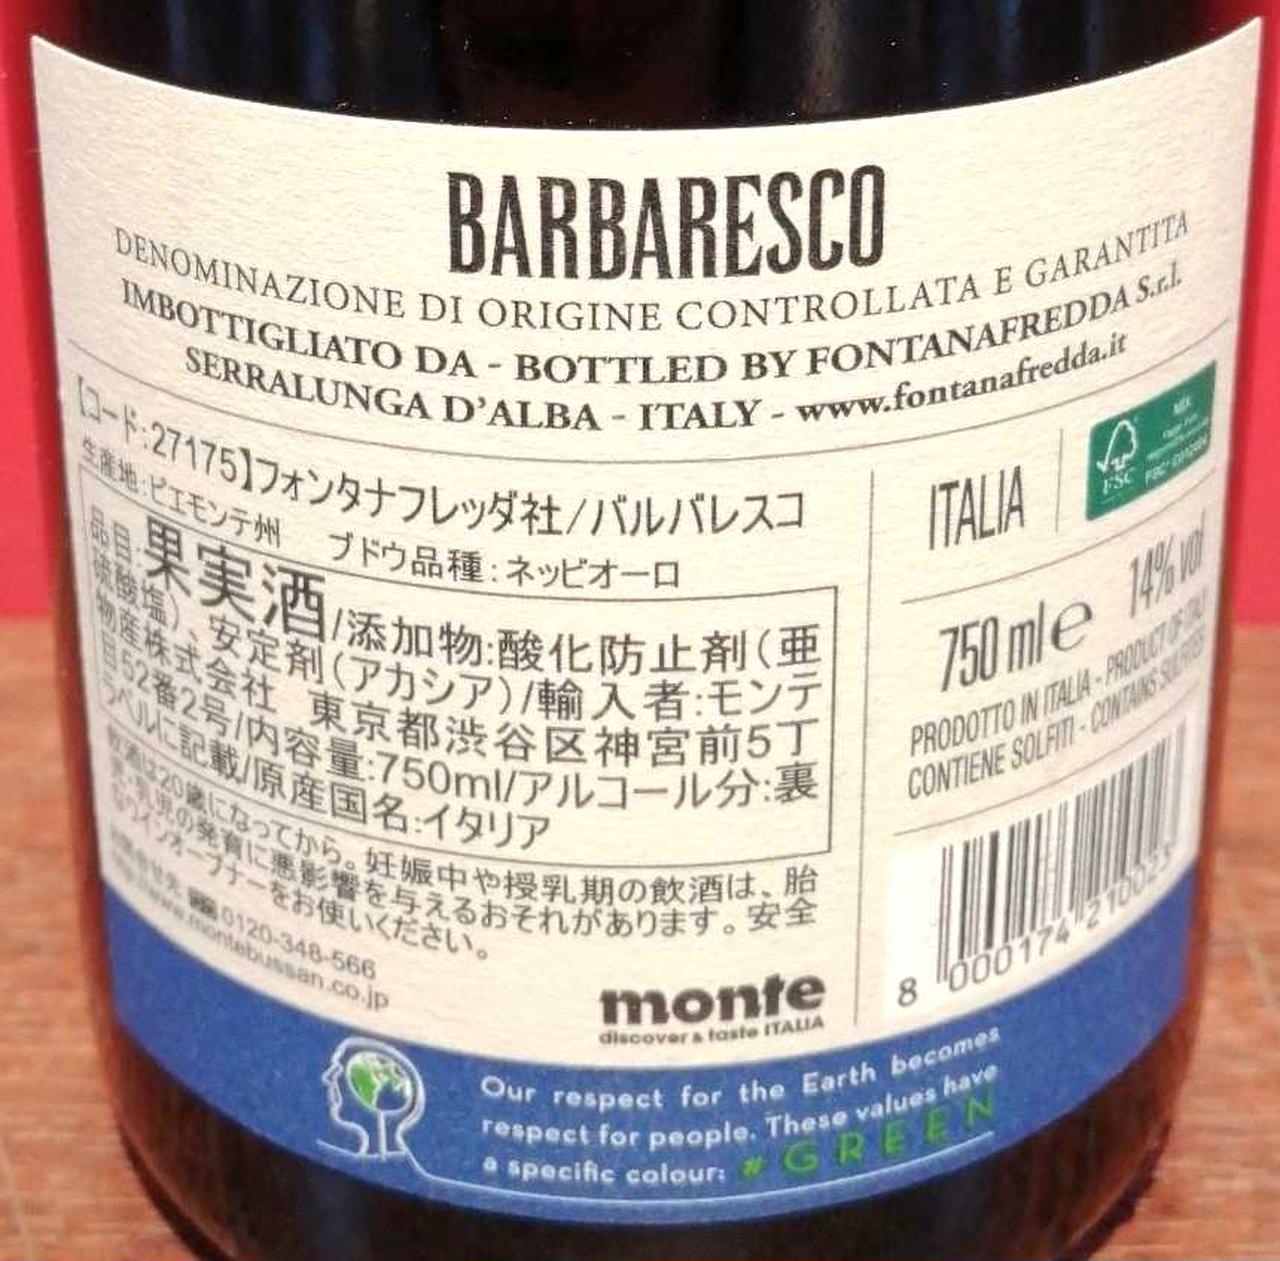 BARBARESCO
DENOMINAZIONE DI ORIGINE CONTROLLATA E GARANTITA
IMBOTTIGLIATO DA - BOTTLED BY FONTANAFREDDA S.r.l.
SERRALUNGA D'ALBA - ITALY - www.fontanafredda.it
【コード:27175】フォンタナフレッダ社/バルバレスコ
生産地:ピエモンテ州 ブドウ品種:ネッビオーロ
品目:果実酒/添加物:酸化防止剤(亜
硫酸塩)、安定剤(アカシア)/輸入者:モンテ
物産株式会社 東京都渋谷区神宮前5丁
目52番2号/内容量:750ml/アルコール分:裏
ラベルに記載/原産国名:イタリア
飲酒は20歳になってから。妊娠中や授乳期の飲酒は、胎
児・乳児の発育に悪影響を与えるおそれがあります。安全
なワインオープナーをお使いください。
お問合せ先 0120-348-566
http://www.montebussan.co.jp
monte
discover & taste ITALIA
ITALIA
FSC
MIX
750 ml e 14% vol
PRODOTTO IN ITALIA - PRODUCT OF ITALY
CONTIENE SOLFITI - CONTAINS SULFITES
8 000174 210023
Our respect for the Earth becomes
respect for people. These values have
a specific colour: #GREEN